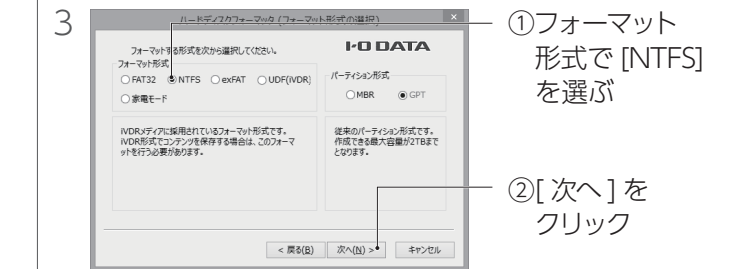 3
ハードディスクフォーマッタ (フォーマット形式の選択)
×
フォーマットする形式を次から選択してください。
I-O DATA
フォーマット形式
FAT32 NTFS exFAT UDF(iVDR)
家電モード
パーティション形式
MBR GPT
iVDRメディアに採用されているフォーマット形式です。
iVDR形式でコンテンツを保存する場合は、このフォーマ
ットを行う必要があります。
従来のパーティション形式です。
作成できる最大容量が2TBまで
となります。
< 戻る(B) 次へ(N) > キャンセル
①フォーマット
形式で [NTFS]
を選ぶ
②[ 次へ ] を
クリック